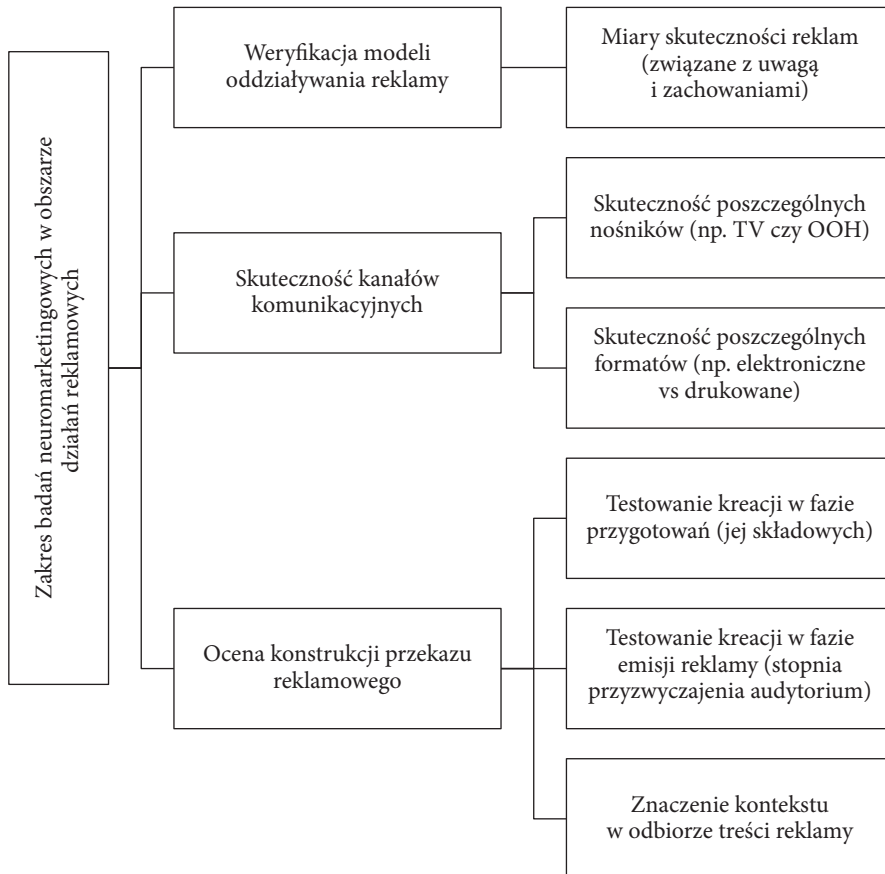 Zakres badań neuromarketingowych w obszarze
działań reklamowych
Weryfikacja modeli
oddziaływania reklamy
Miary skuteczności reklam
(związane z uwagą
i zachowaniami)
Skuteczność kanałów
komunikacyjnych
Skuteczność poszczególnych
nośników (np. TV czy OOH)
Skuteczność poszczególnych
formatów (np. elektroniczne
vs drukowane)
Ocena konstrukcji przekazu
reklamowego
Testowanie kreacji w fazie
przygotowań (jej składowych)
Testowanie kreacji w fazie
emisji reklamy (stopnia
przyzwyczajenia audytorium)
Znaczenie kontekstu
w odbiorze treści reklamy